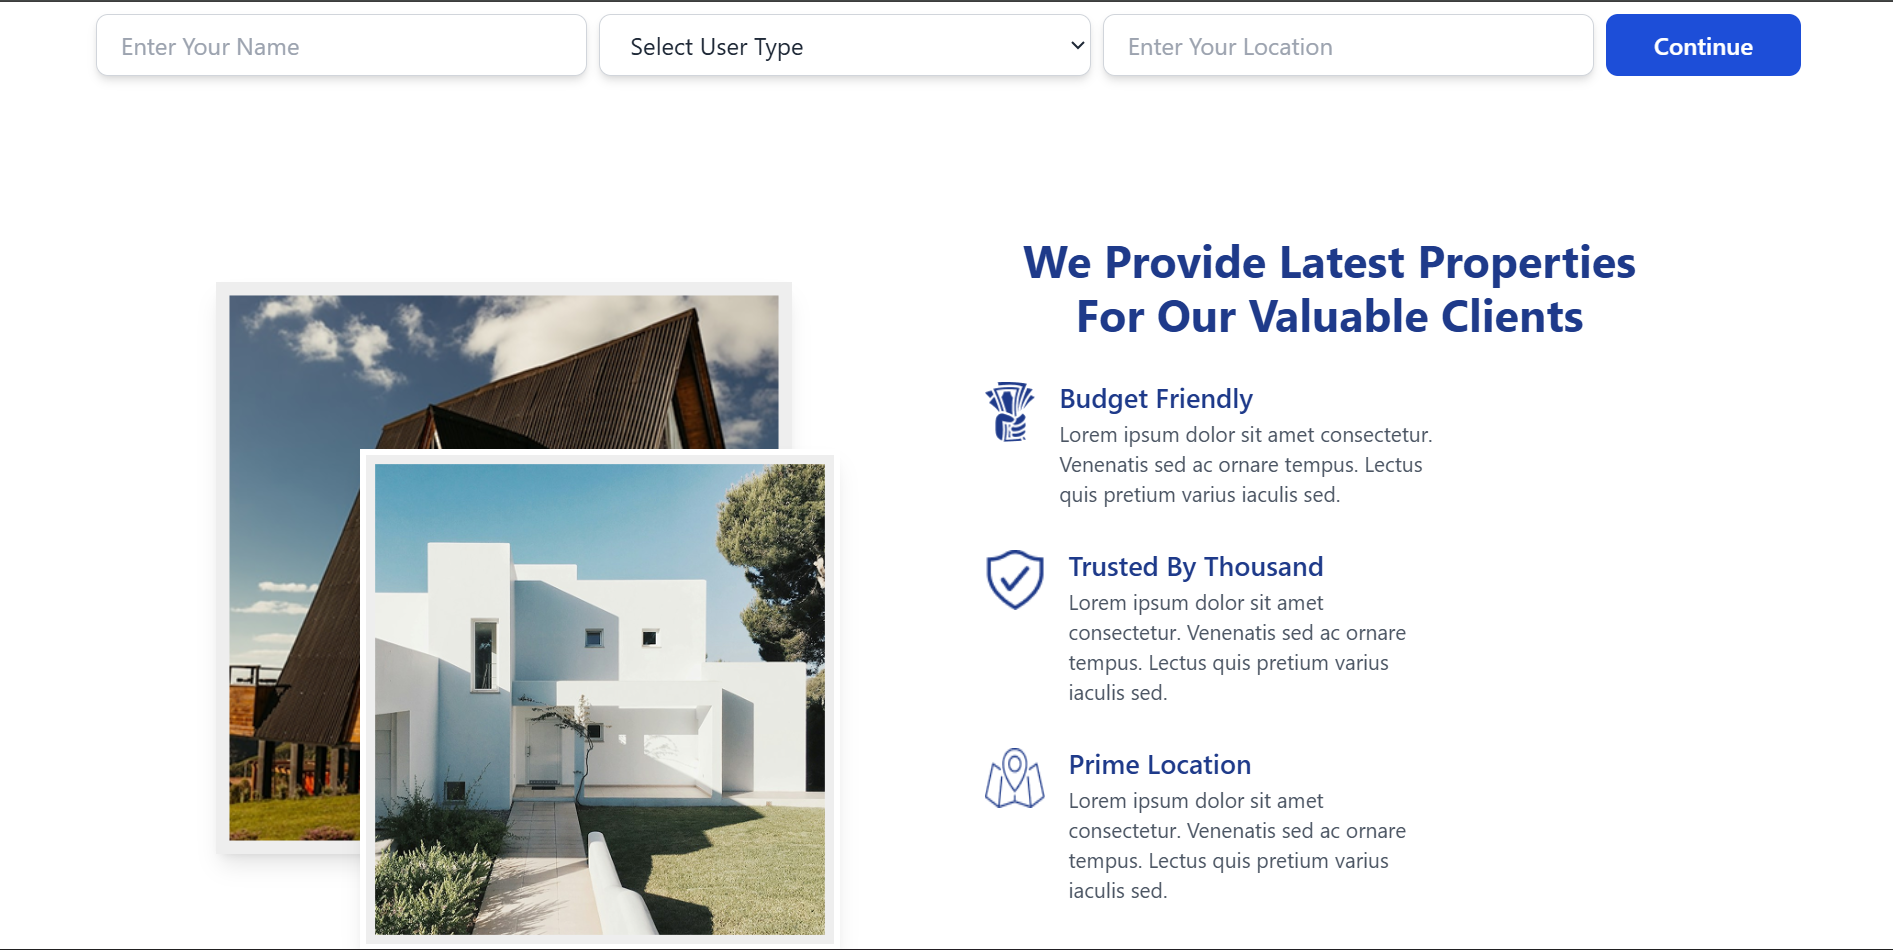 Enter Your Name
Select User Type
Enter Your Location
Continue
We Provide Latest Properties
For Our Valuable Clients
Budget Friendly
Lorem ipsum dolor sit amet consectetur.
Venenatis sed ac ornare tempus. Lectus
quis pretium varius iaculis sed.
Trusted By Thousand
Lorem ipsum dolor sit amet
consectetur. Venenatis sed ac ornare
tempus. Lectus quis pretium varius
iaculis sed.
Prime Location
Lorem ipsum dolor sit amet
consectetur. Venenatis sed ac ornare
tempus. Lectus quis pretium varius
iaculis sed.